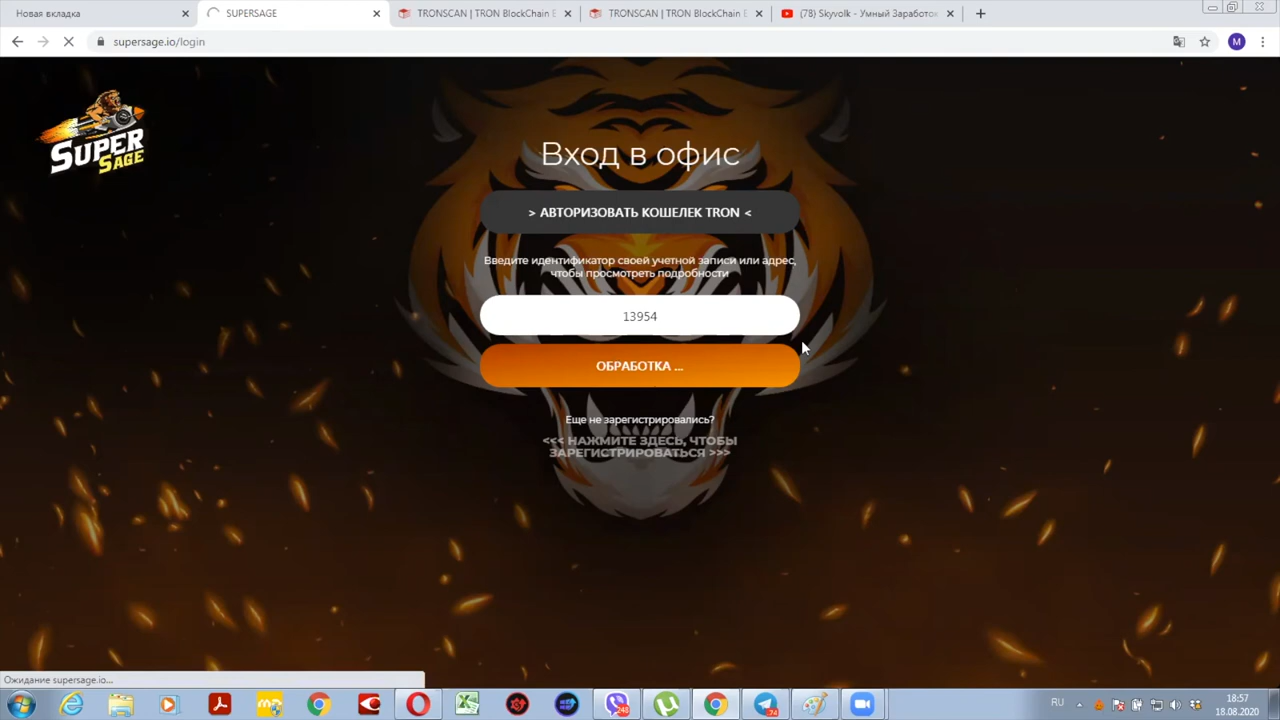 Новая вкладка
SUPERSAGE
TRONSCAN | TRON BlockChain E
TRONSCAN | TRON BlockChain E
(78) Skyvolk - Умный Заработок
supersage.io/login
M
SUPER
SAGE
Вход в офис
> АВТОРИЗОВАТЬ КОШЕЛЕК TRON <
Введите идентификатор своей учетной записи или адрес,
чтобы просмотреть подробности
13954
ОБРАБОТКА ...
Еще не зарегистрировались?
<<< НАЖМИТЕ ЗДЕСЬ, ЧТОБЫ
ЗАРЕГИСТРИРОВАТЬСЯ >>>
Ожидание supersage.io...
RU
18:57
18.08.2020